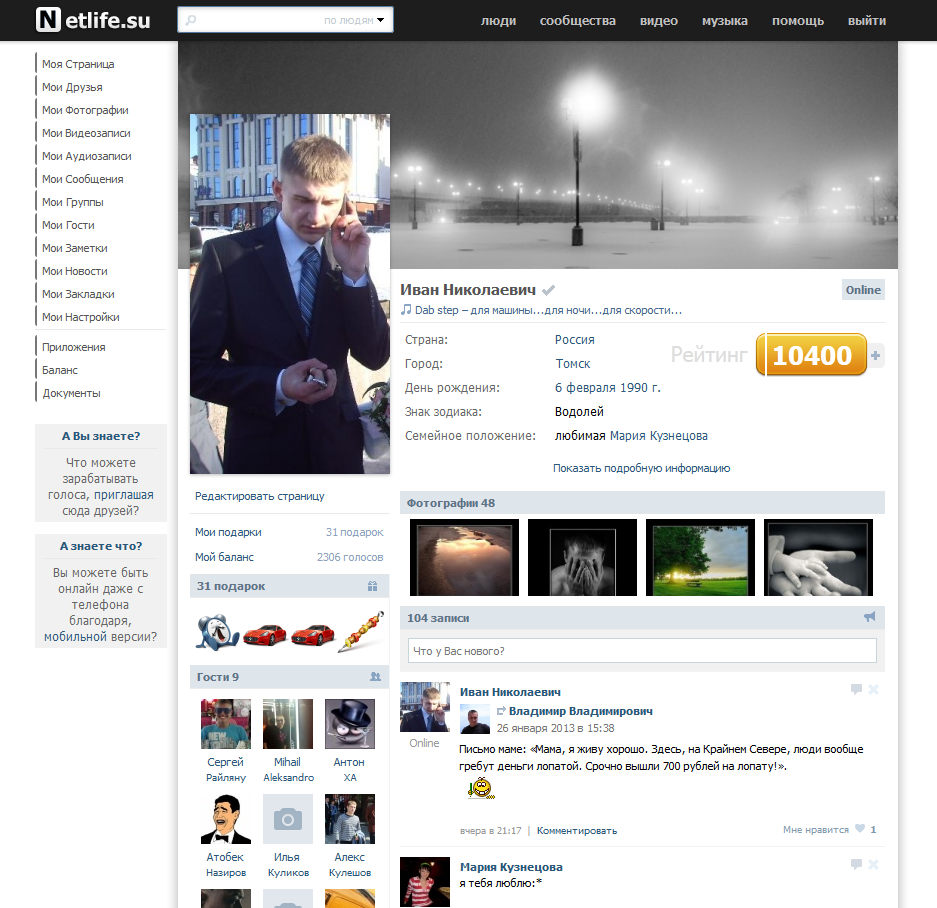 Netlife.su
по людям
люди сообщества видео музыка помощь выйти
Моя Страница
Мои Друзья
Мои Фотографии
Мои Видеозаписи
Мои Аудиозаписи
Мои Сообщения
Мои Группы
Мои Гости
Мои Заметки
Мои Новости
Мои Закладки
Мои Настройки
Приложения
Баланс
Документы
А Вы знаете?
Что можете
зарабатывать
голоса, приглашая
сюда друзей?
А знаете что?
Вы можете быть
онлайн даже с
телефона
благодаря,
мобильной версии?
Редактировать страницу
Мои подарки 31 подарок
Мой баланс 2306 голосов
31 подарок
Гости 9
Сергей Mihail Антон
Райляну Aleksandro ХА
Атобек Илья Алекс
Назиров Куликов Кулешов
Иван Николаевич
Online
Dab step – для машины...для ночи...для скорости...
Страна: Россия
Рейтинг 10400 +
Город: Томск
День рождения: 6 февраля 1990 г.
Знак зодиака: Водолей
Семейное положение: любимая Мария Кузнецова
Показать подробную информацию
Фотографии 48
104 записи
Что у Вас нового?
Иван Николаевич
Владимир Владимирович
26 января 2013 в 15:38
Online
Письмо маме: «Мама, я живу хорошо. Здесь, на Крайнем Севере, люди вообще
гребут деньги лопатой. Срочно вышли 700 рублей на лопату!».
вчера в 21:17 | Комментировать Мне нравится 1
Мария Кузнецова
я тебя люблю:*